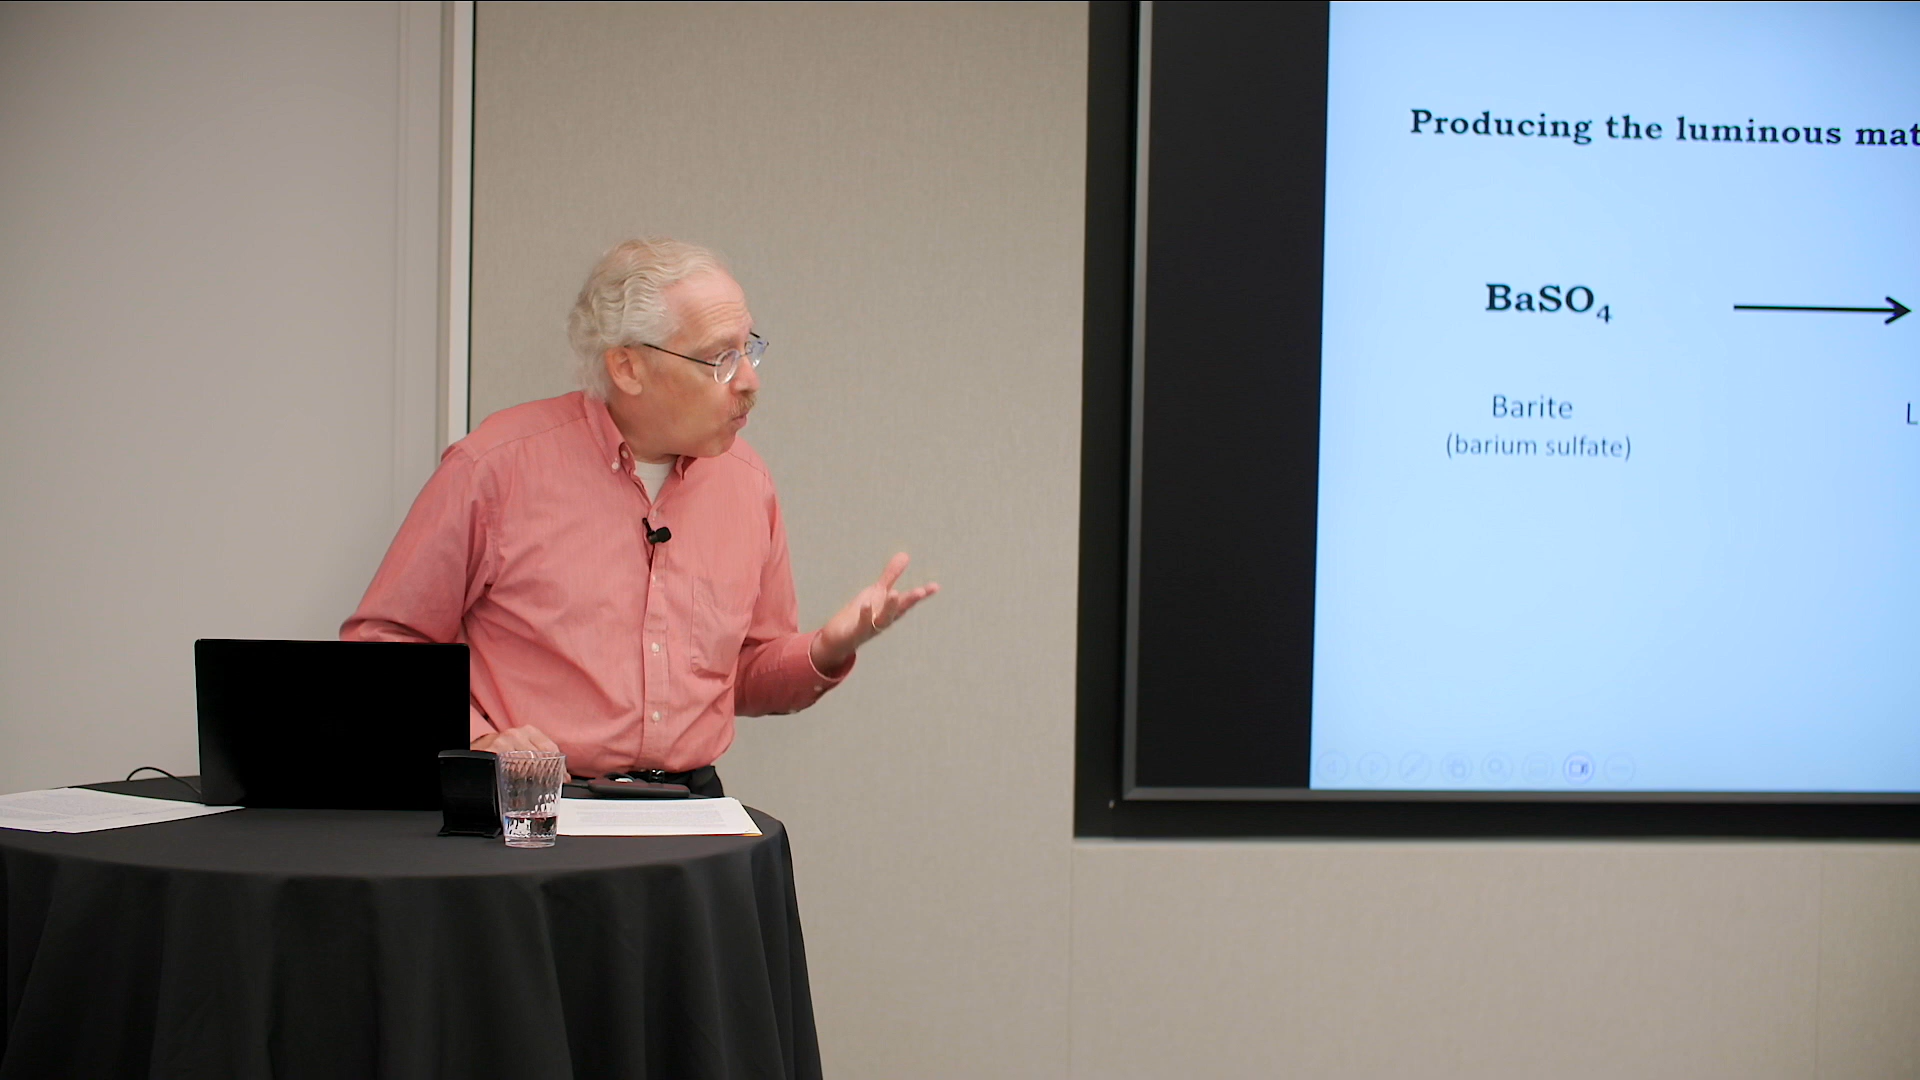 Producing the luminous mat
BaSO₄
Barite
L
(barium sulfate)